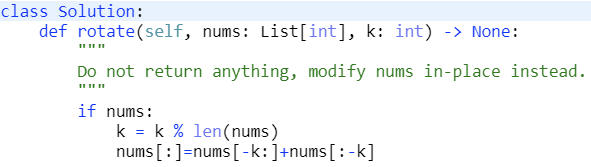 class Solution:
    def rotate(self, nums: List[int], k: int) -> None:
        """
        Do not return anything, modify nums in-place instead.
        """
        if nums:
            k = k % len(nums)
            nums[:]=nums[-k:]+nums[:-k]